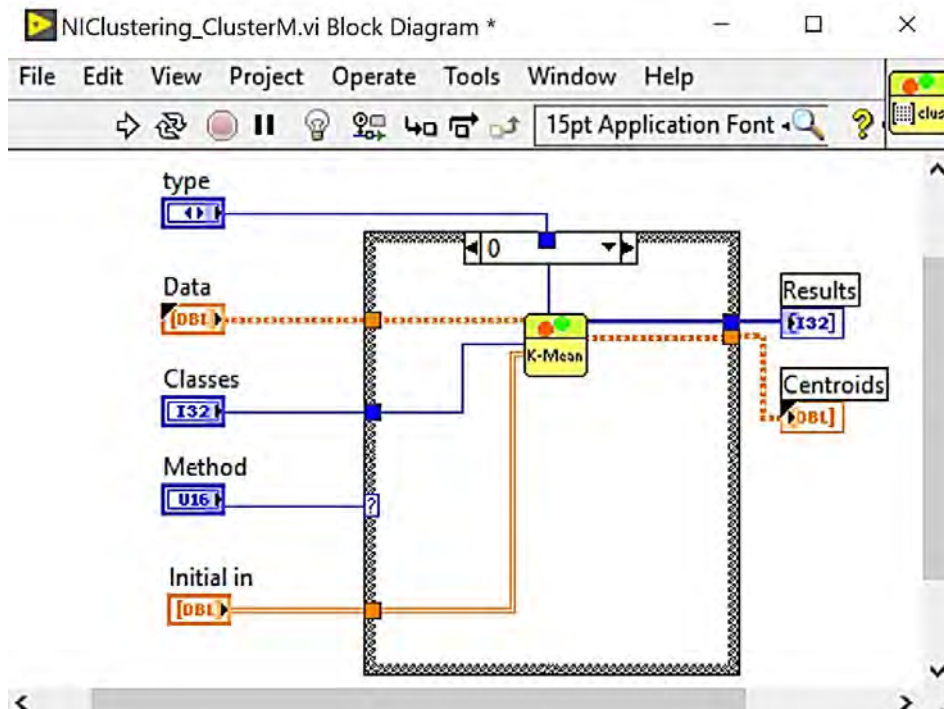 NIClustering_ClusterM.vi Block Diagram *
File Edit View Project Operate Tools Window Help
15pt Application Font
clus
type
0
Data
[DBL]
Results
[I32]
K-Mean
Classes
I32
Centroids
[DBL]
Method
U16
?
Initial in
[DBL]